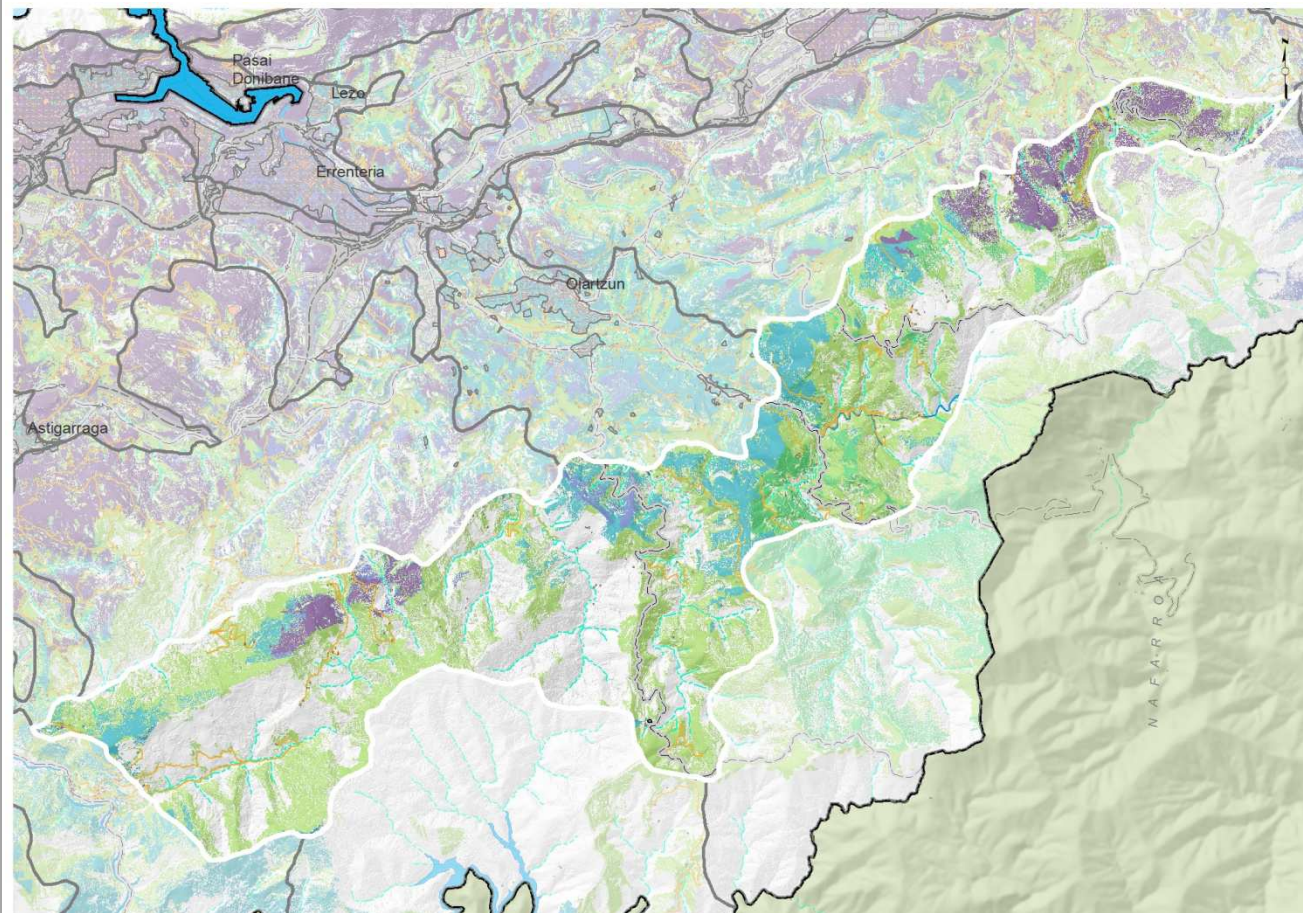 Pasai
Donibane
Lezo
Errenteria
Oiartzun
Astigarraga
NAFARROA